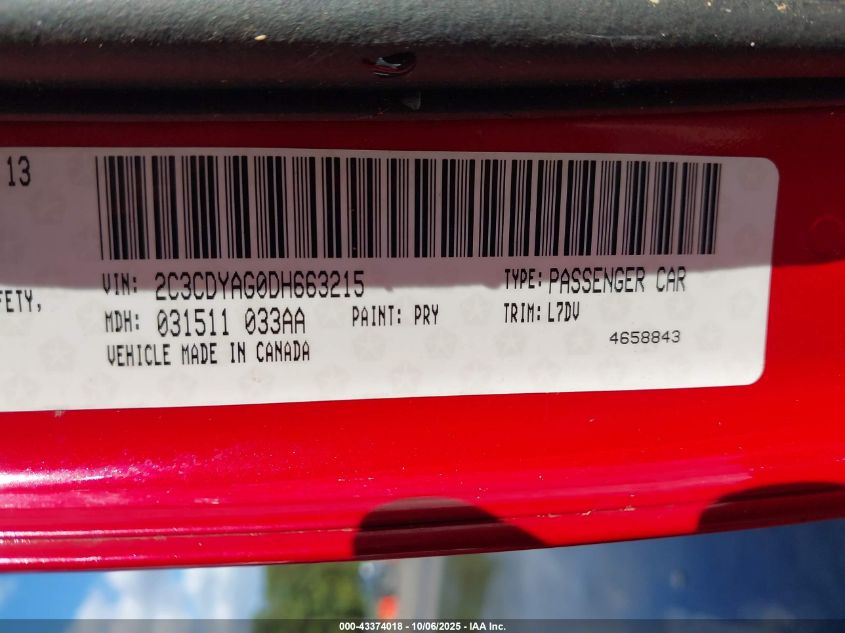 13
FETY,
VIN: 2C3CDYAG0DH663215 TYPE: PASSENGER CAR
MDH: 031511 033AA PAINT: PRY TRIM: L7DV
VEHICLE MADE IN CANADA 4658843
000-43374018 - 10/06/2025 - IAA Inc.